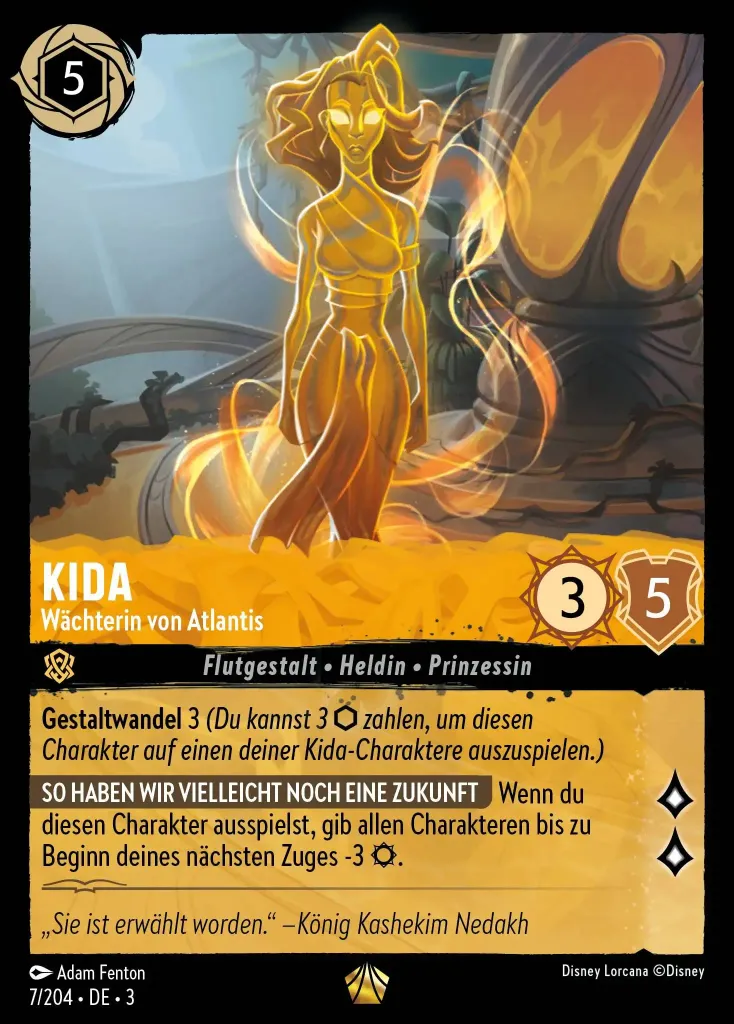 5
KIDA
Wächterin von Atlantis
3
5
Flutgestalt • Heldin • Prinzessin
Gestaltwandel 3 (Du kannst 3 zahlen, um diesen
Charakter auf einen deiner Kida-Charaktere auszuspielen.)
SO HABEN WIR VIELLEICHT NOCH EINE ZUKUNFT Wenn du
diesen Charakter ausspielst, gib allen Charakteren bis zu
Beginn deines nächsten Zuges -3 .
„Sie ist erwählt worden.“ –König Kashekim Nedakh
Adam Fenton
Disney Lorcana ©Disney
7/204 • DE • 3